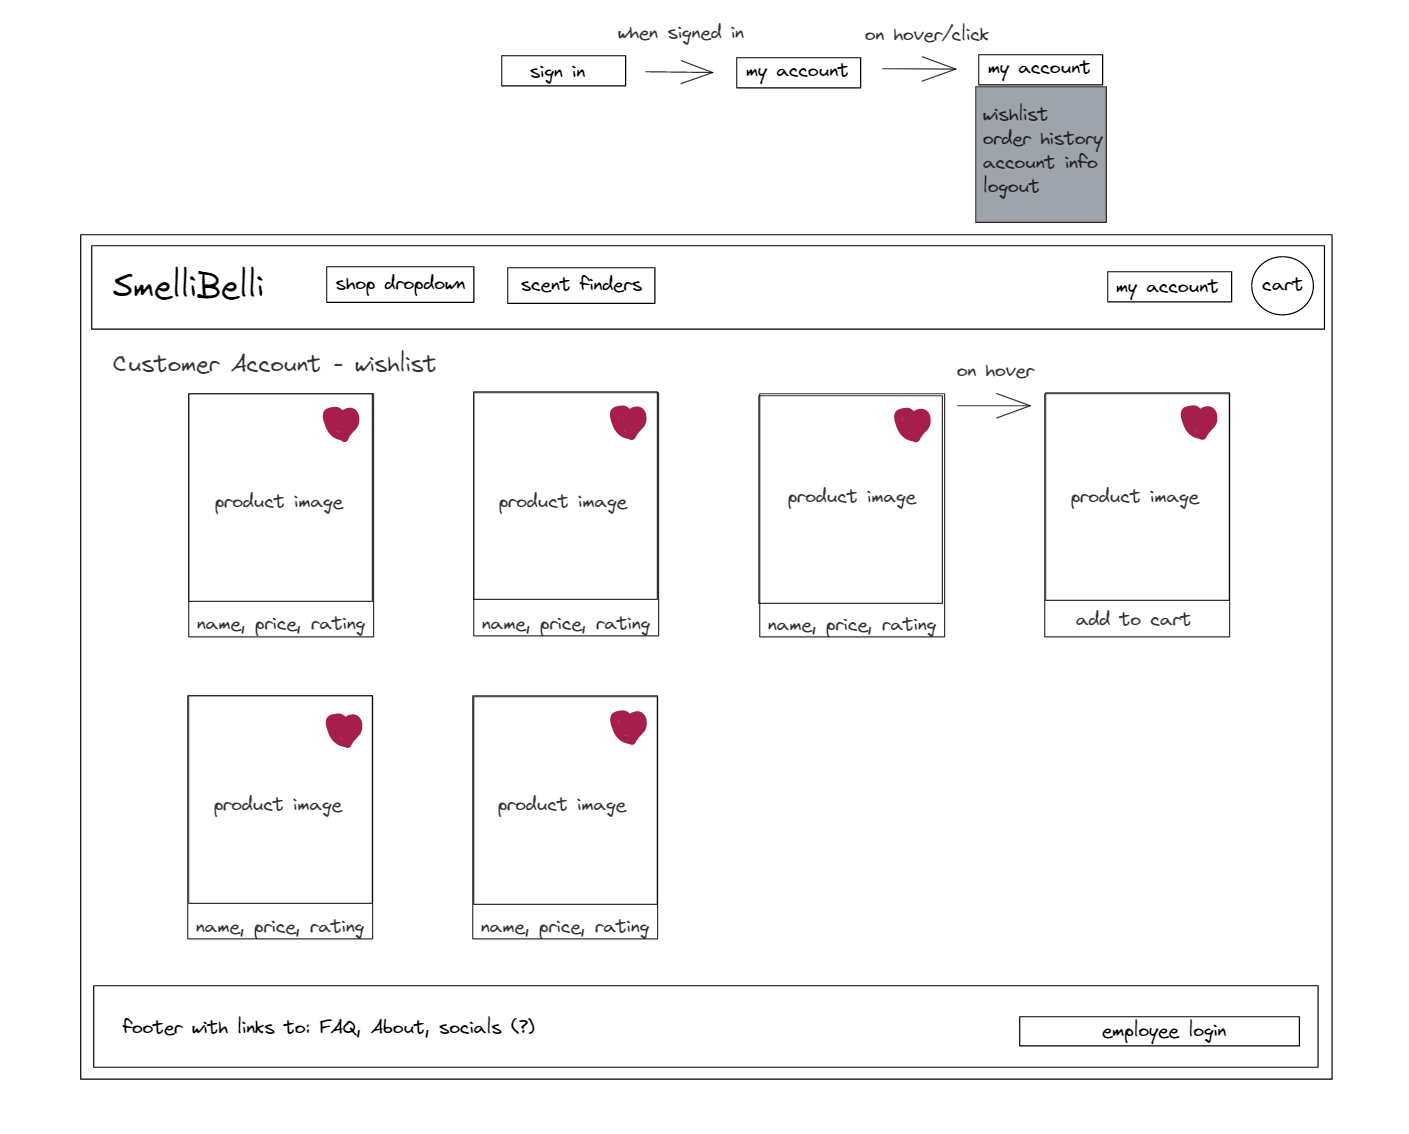 when signed in
on hover/click
sign in
my account
my account
wishlist
order history
account info
logout
SmelliBelli
shop dropdown
scent finders
my account
cart
Customer Account - wishlist
on hover
product image
product image
product image
product image
name, price, rating
name, price, rating
name, price, rating
add to cart
product image
product image
name, price, rating
name, price, rating
footer with links to: FAQ, About, socials (?)
employee login